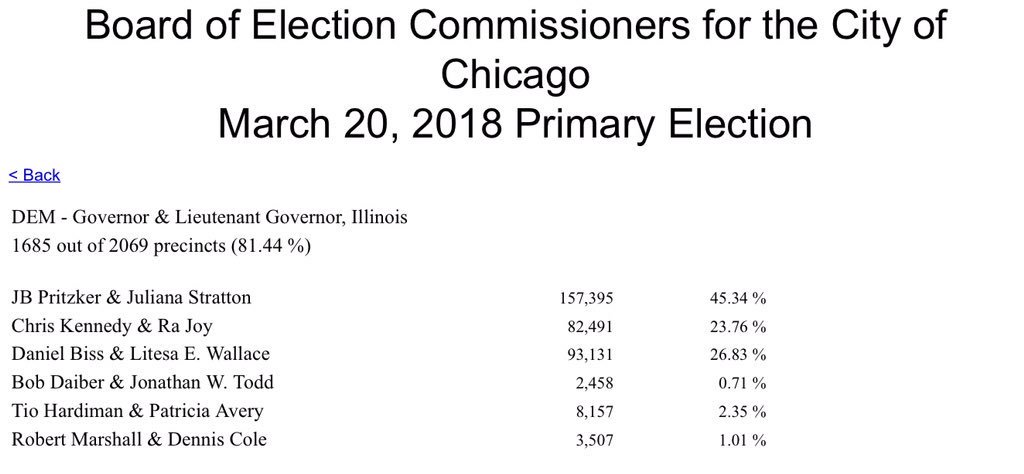 Board of Election Commissioners for the City of
Chicago
March 20, 2018 Primary Election
< Back
DEM - Governor & Lieutenant Governor, Illinois
1685 out of 2069 precincts (81.44 %)
JB Pritzker & Juliana Stratton 157,395 45.34 %
Chris Kennedy & Ra Joy 82,491 23.76 %
Daniel Biss & Litesa E. Wallace 93,131 26.83 %
Bob Daiber & Jonathan W. Todd 2,458 0.71 %
Tio Hardiman & Patricia Avery 8,157 2.35 %
Robert Marshall & Dennis Cole 3,507 1.01 %